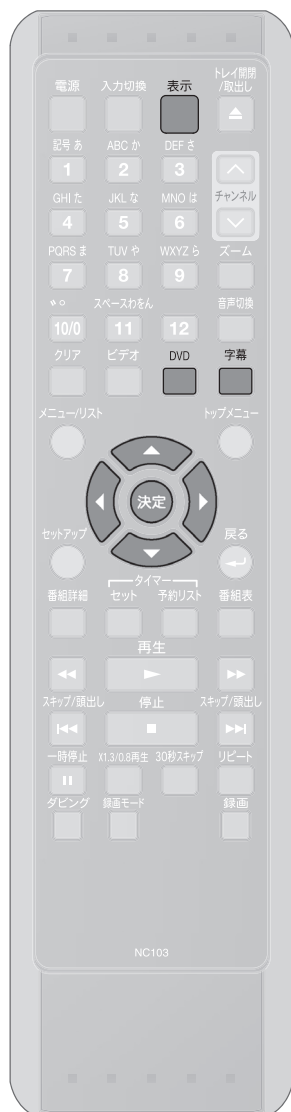 電源 入力切換 表示 トレイ開閉
/取出し
記号 あ ABC か DEF さ
1 2 3
GHI た JKL な MNO は チャンネル
4 5 6
PQRS ま TUV や WXYZ ら ズーム
7 8 9
゛゜ スペースわをん 音声切換
10/0 11 12
クリア ビデオ DVD 字幕
メニュー/リスト トップメニュー
決定
セットアップ 戻る
タイマー
番組詳細 セット 予約リスト 番組表
再生
スキップ/頭出し 停止 スキップ/頭出し
一時停止 X1.3/0.8再生 30秒スキップ リピート
ダビング 録画モード 録画
NC103